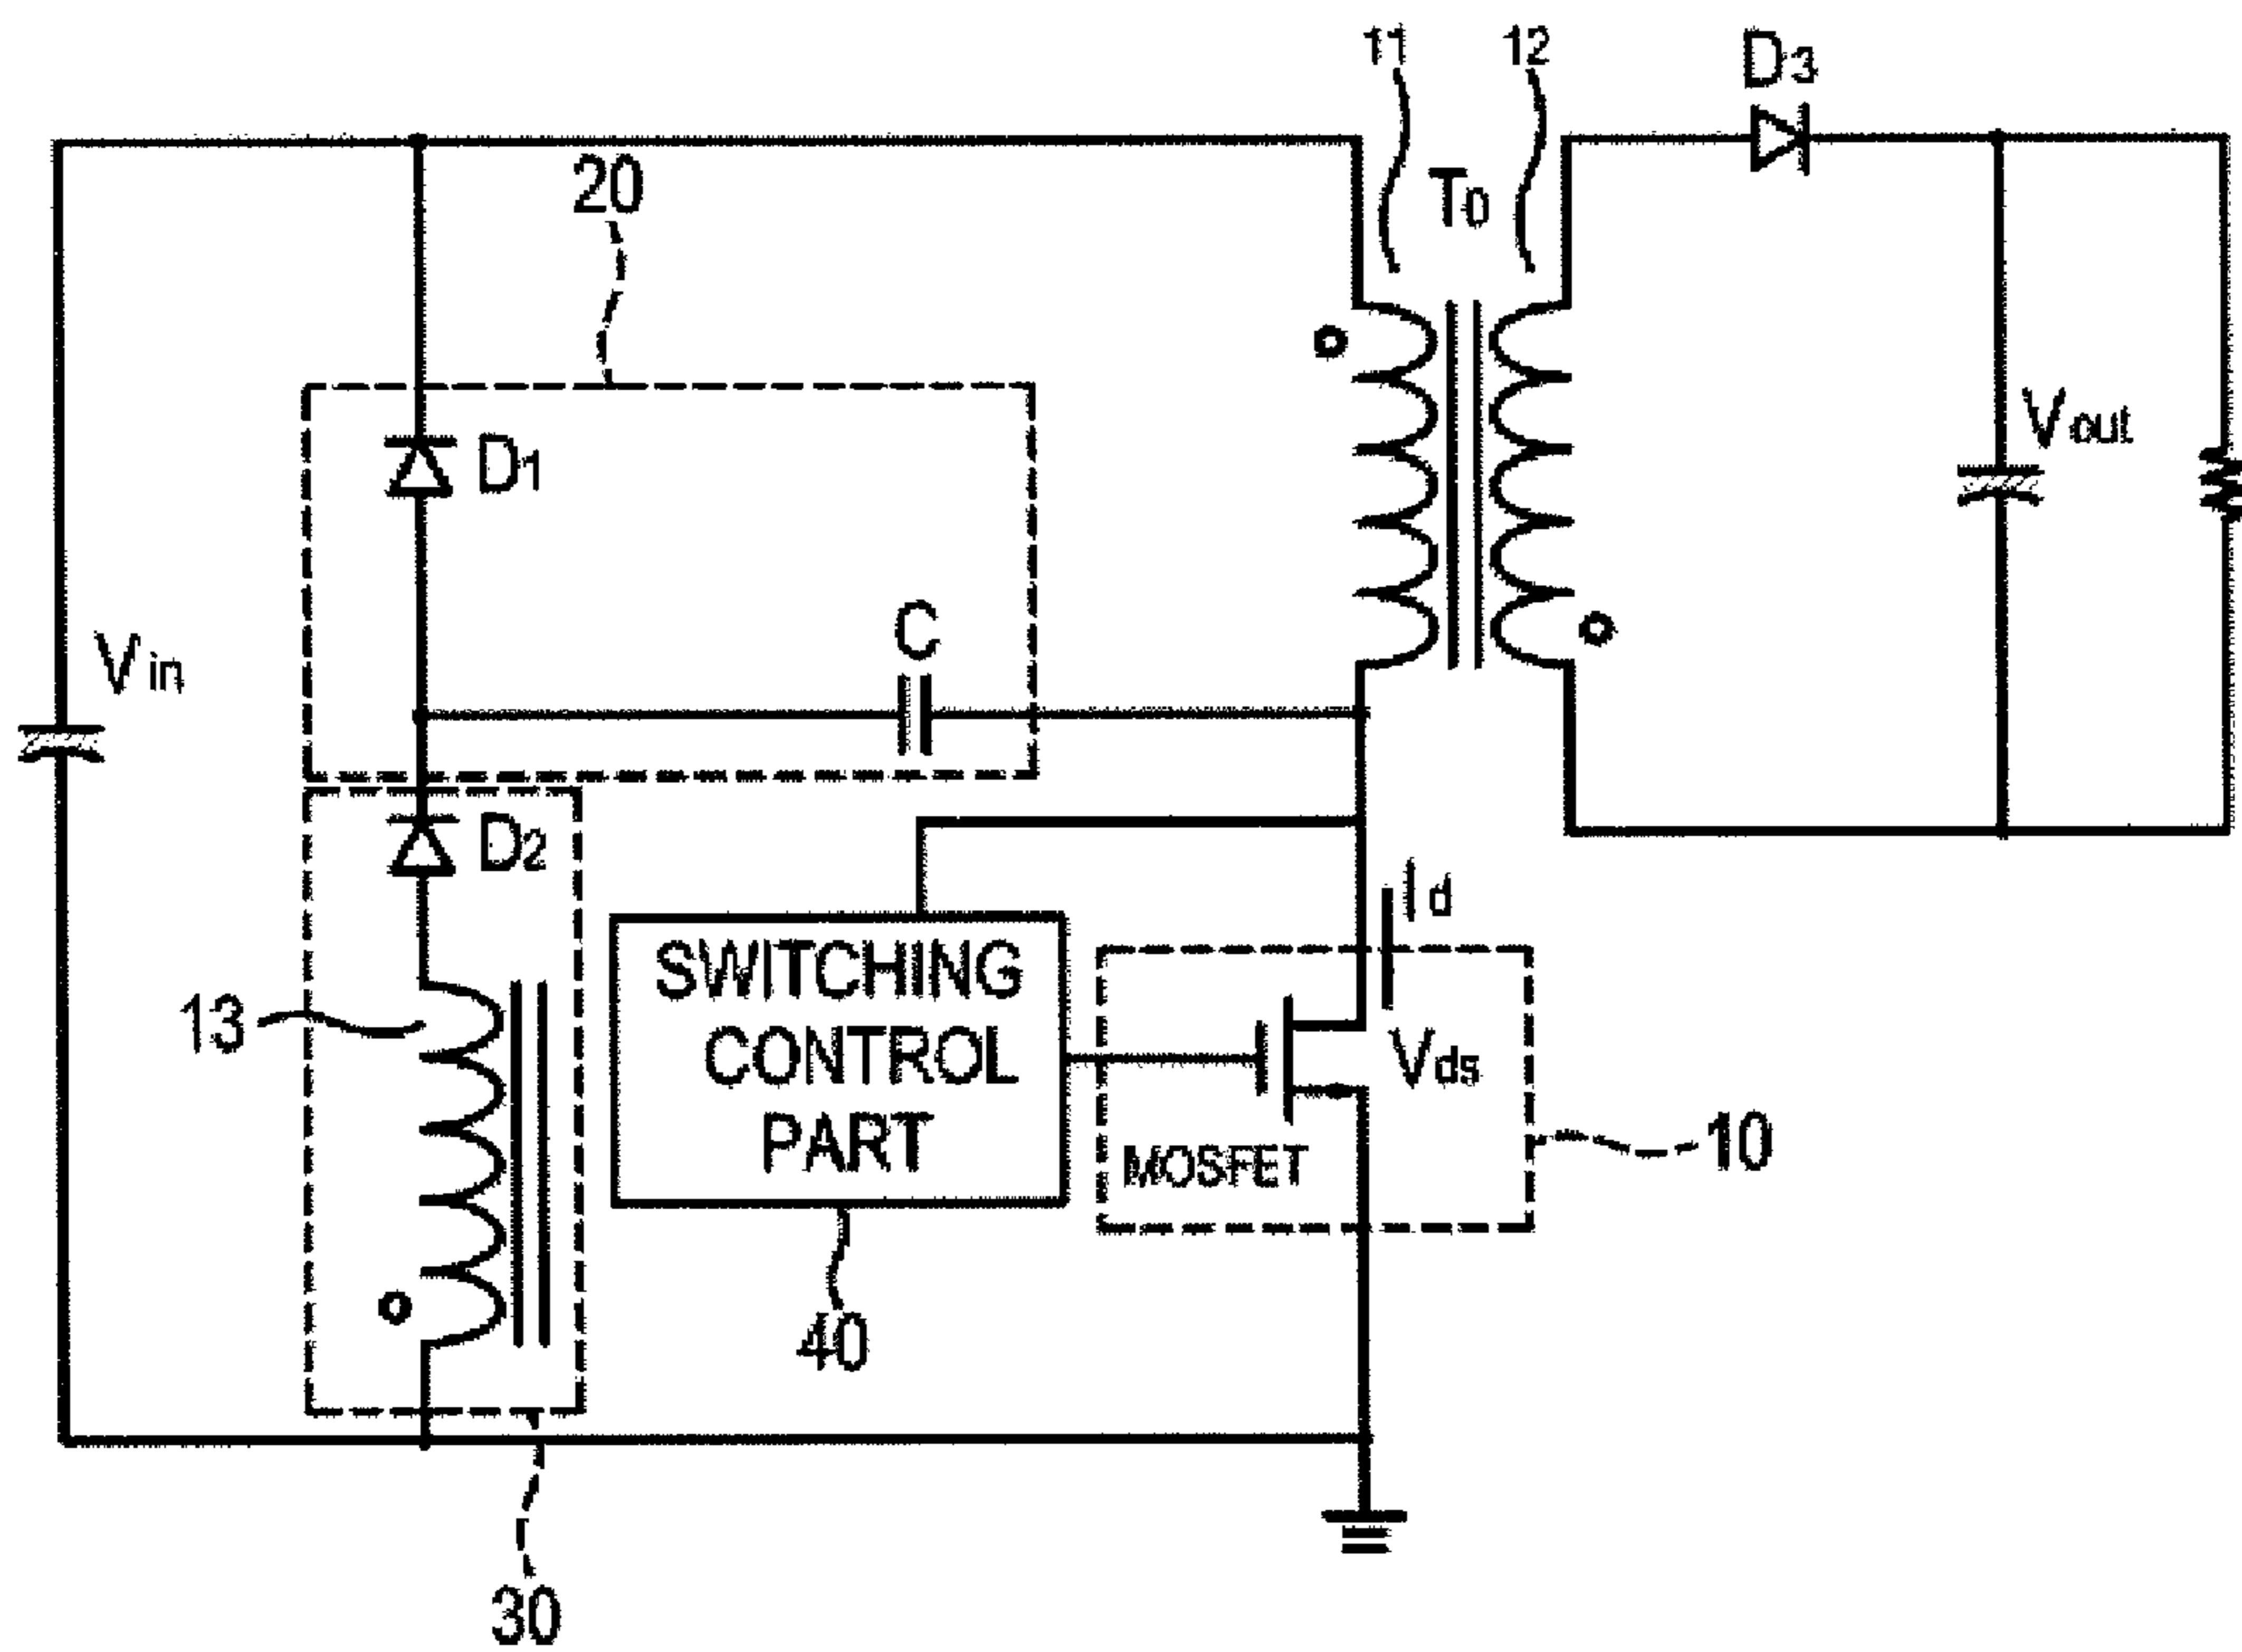 11
12
D3
20
T0
D1
C
Vin
Vout
D2
Id
SWITCHING
CONTROL
PART
13
Vds
MOSFET
10
40
30